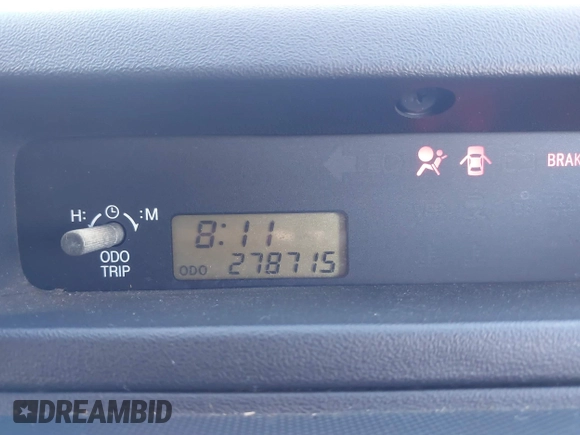 BRAK
H: :M
ODO
TRIP
8:11
ODO 278715
DREAMBID